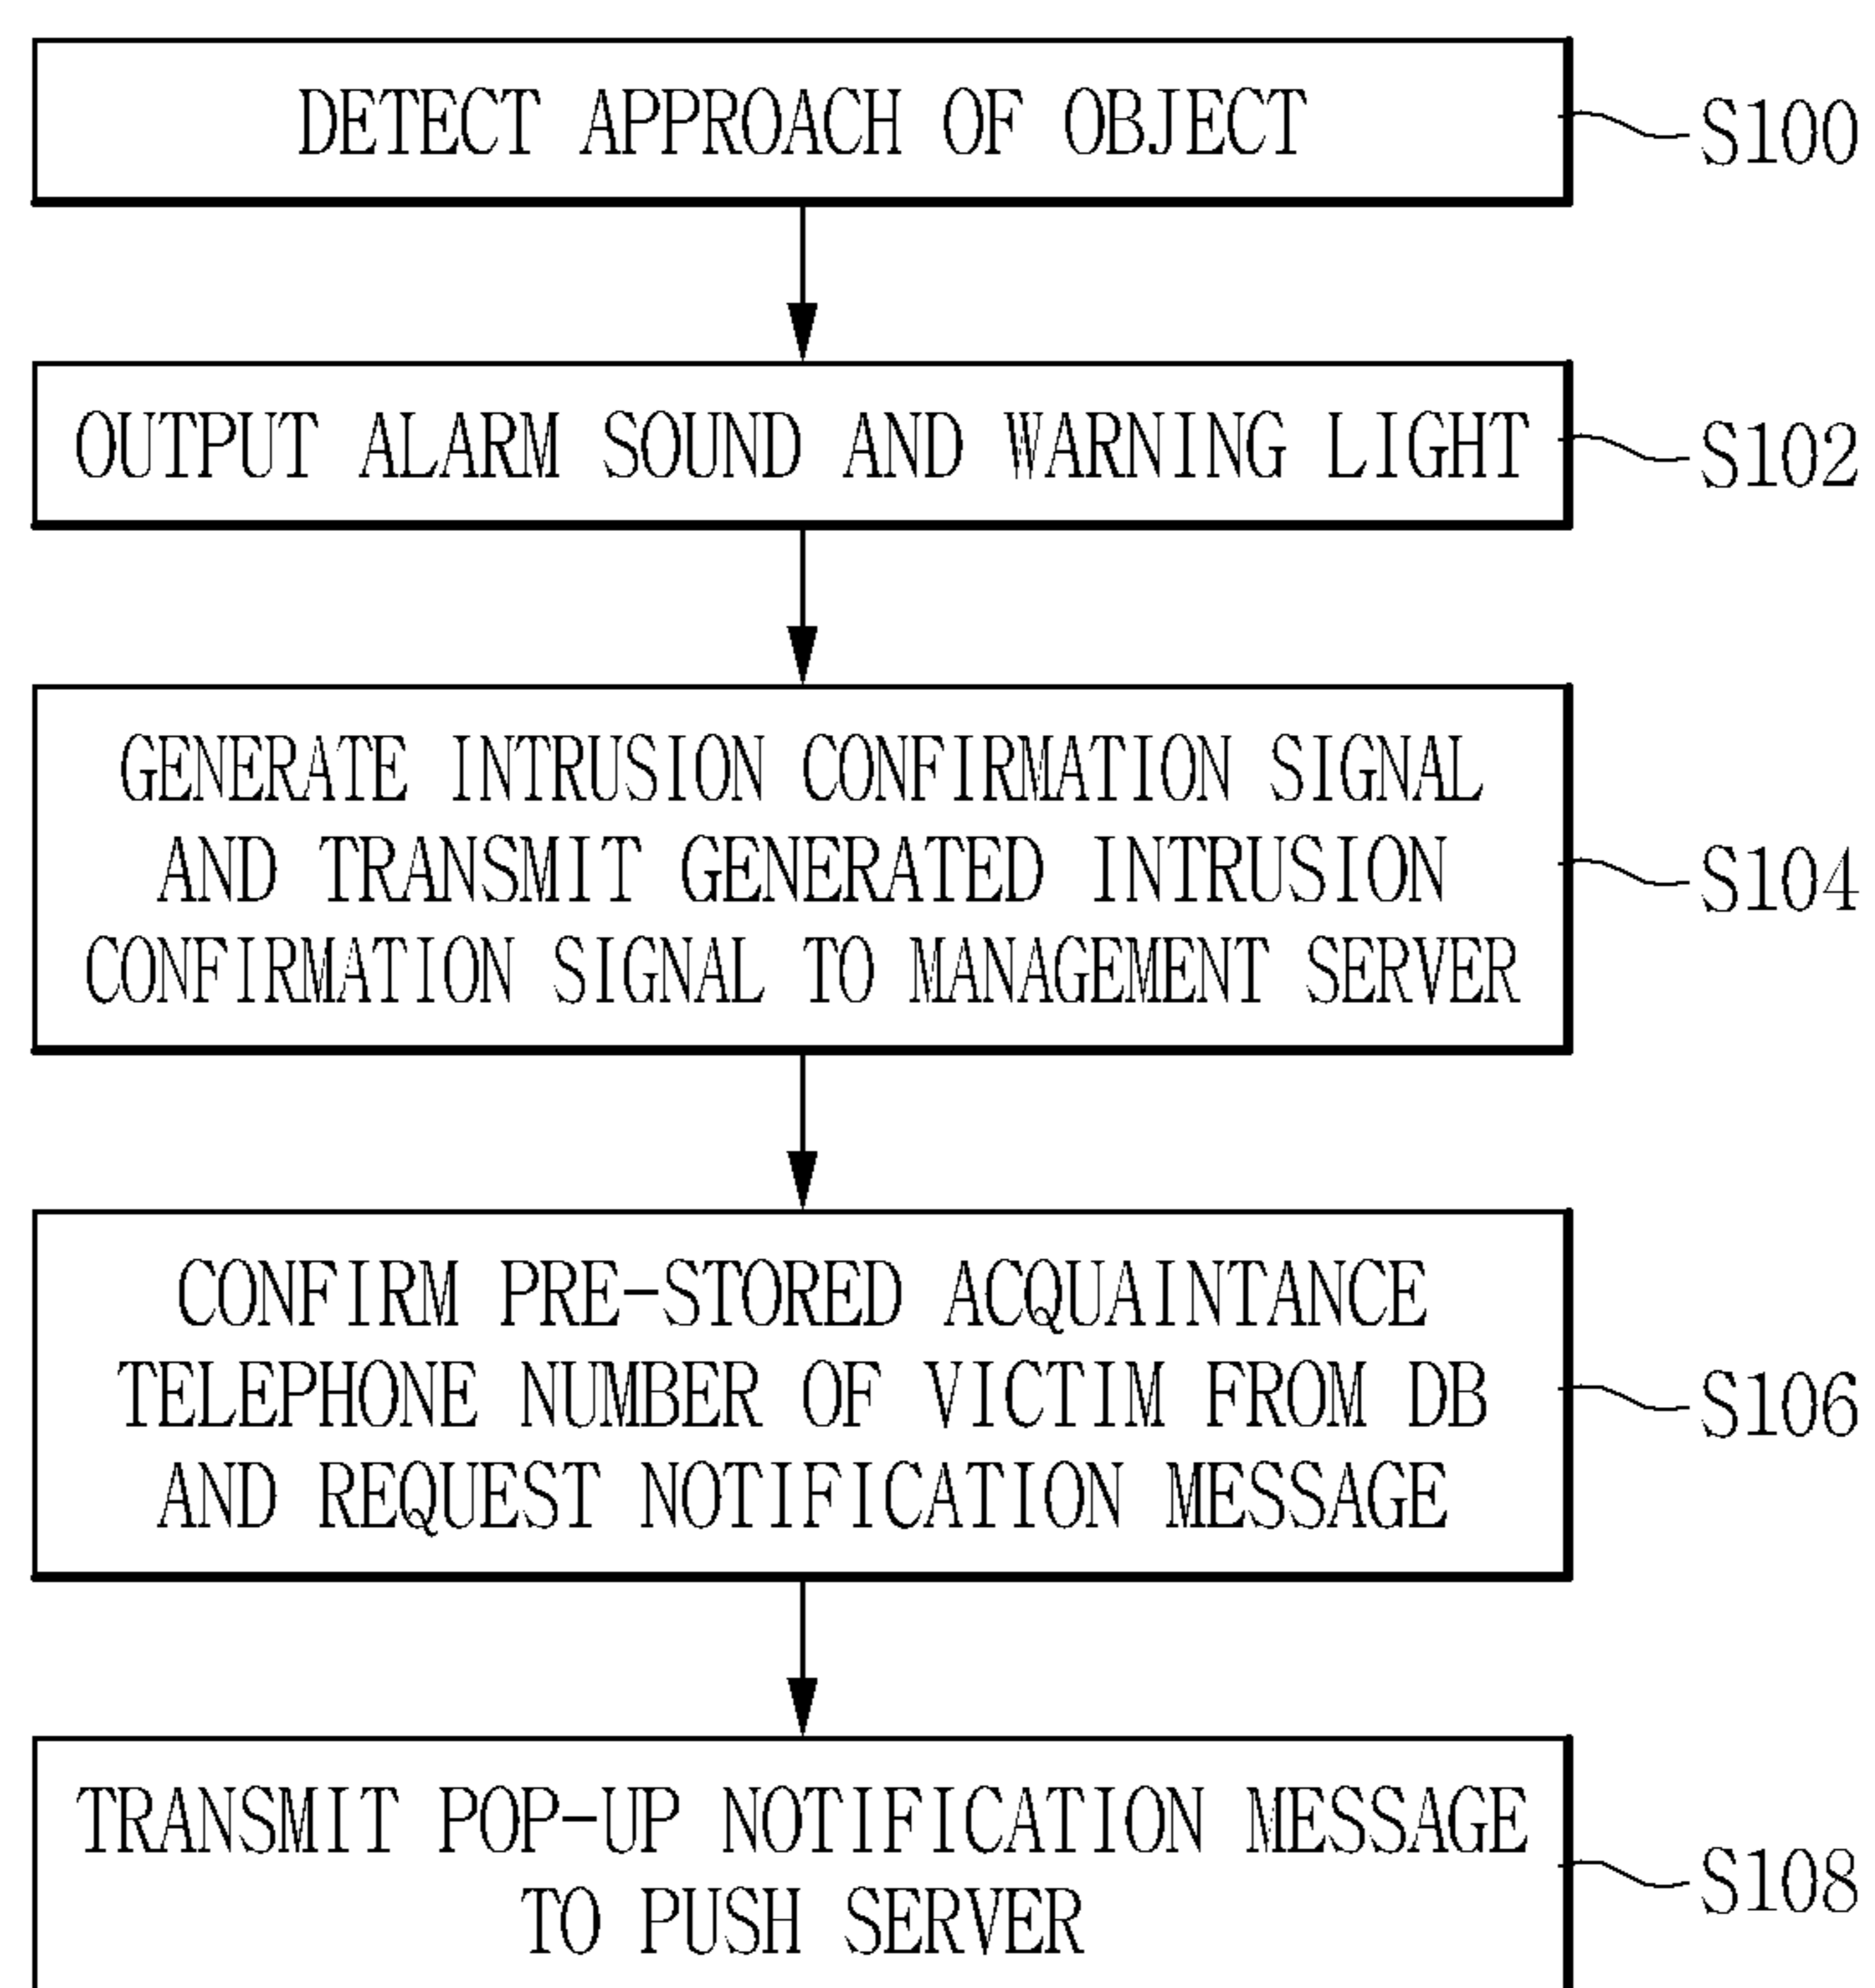 DETECT APPROACH OF OBJECT
S100
OUTPUT ALARM SOUND AND WARNING LIGHT
S102
GENERATE INTRUSION CONFIRMATION SIGNAL
AND TRANSMIT GENERATED INTRUSION
CONFIRMATION SIGNAL TO MANAGEMENT SERVER
S104
CONFIRM PRE-STORED ACQUAINTANCE
TELEPHONE NUMBER OF VICTIM FROM DB
AND REQUEST NOTIFICATION MESSAGE
S106
TRANSMIT POP-UP NOTIFICATION MESSAGE
TO PUSH SERVER
S108